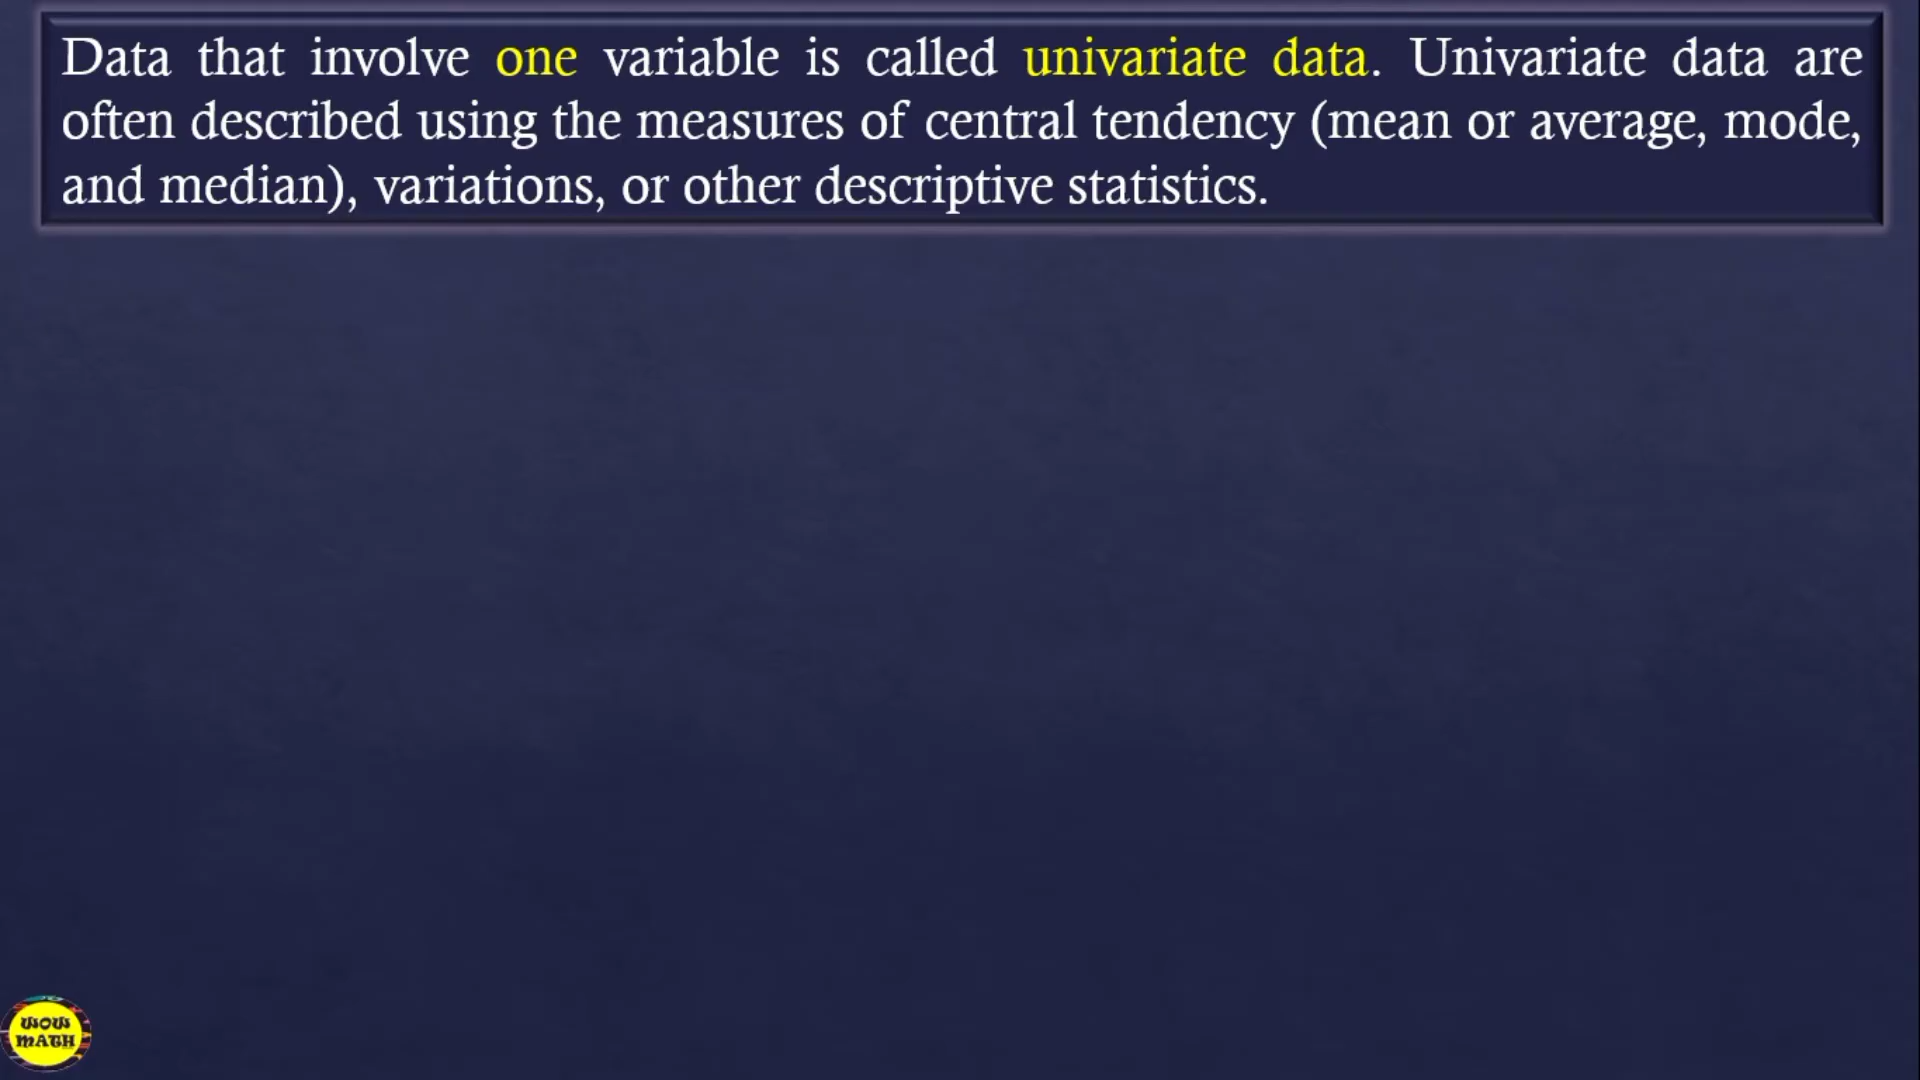 Data that involve one variable is called univariate data. Univariate data are
often described using the measures of central tendency (mean or average, mode,
and median), variations, or other descriptive statistics.
WOW
MATH